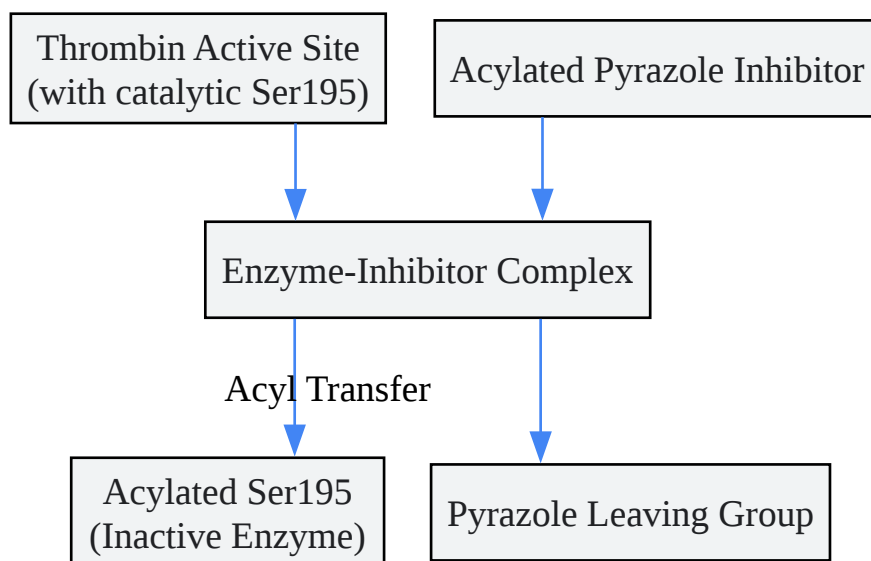 Thrombin Active Site
(with catalytic Ser195)
Acylated Pyrazole Inhibitor
Enzyme-Inhibitor Complex
Acyl Transfer
Acylated Ser195
(Inactive Enzyme)
Pyrazole Leaving Group